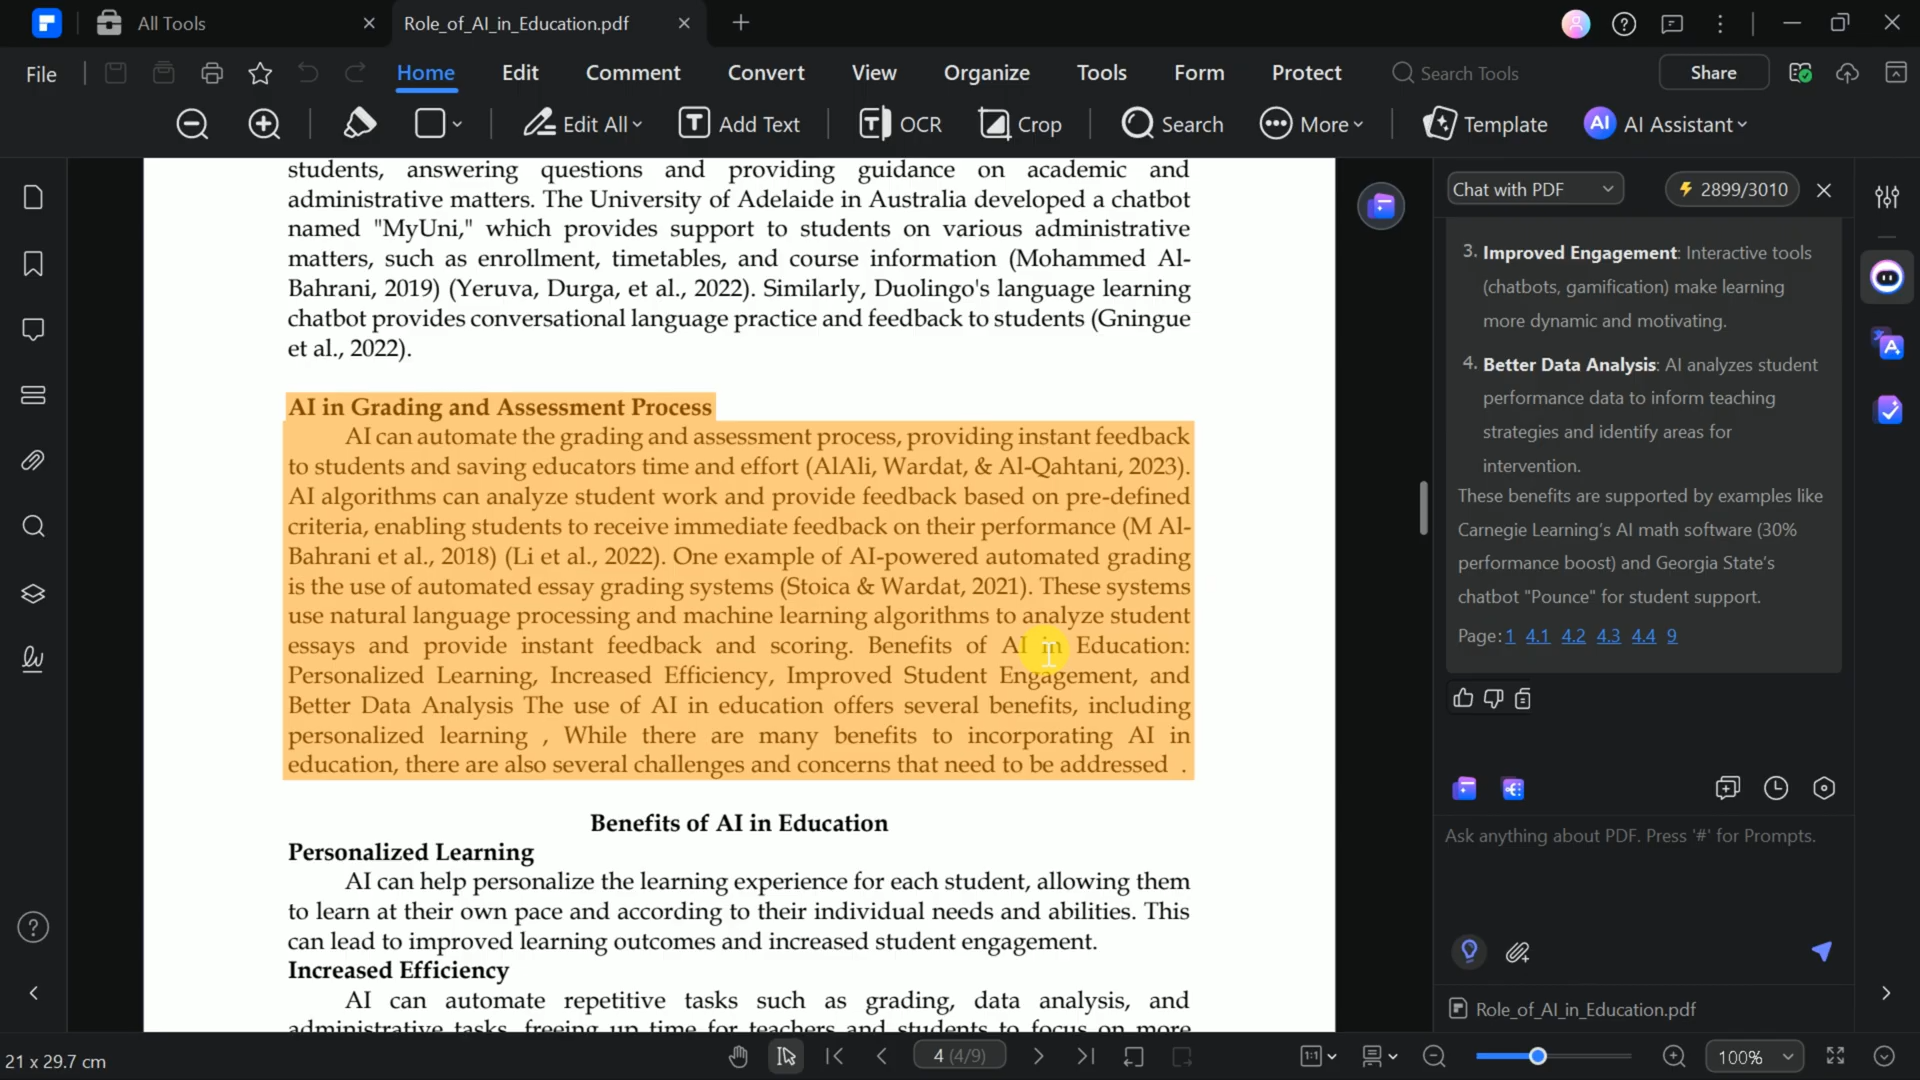 All Tools
Role_of_AI_in_Education.pdf
File
Home
Edit
Comment
Convert
View
Organize
Tools
Form
Protect
Search Tools
Share
Edit All
Add Text
OCR
Crop
Search
More
Template
AI Assistant
students, answering questions and providing guidance on academic and
administrative matters. The University of Adelaide in Australia developed a chatbot
named "MyUni," which provides support to students on various administrative
matters, such as enrollment, timetables, and course information (Mohammed Al-
Bahrani, 2019) (Yeruva, Durga, et al., 2022). Similarly, Duolingo's language learning
chatbot provides conversational language practice and feedback to students (Gningue
et al., 2022).
AI in Grading and Assessment Process
AI can automate the grading and assessment process, providing instant feedback
to students and saving educators time and effort (AlAli, Wardat, & Al-Qahtani, 2023).
AI algorithms can analyze student work and provide feedback based on pre-defined
criteria, enabling students to receive immediate feedback on their performance (M Al-
Bahrani et al., 2018) (Li et al., 2022). One example of AI-powered automated grading
is the use of automated essay grading systems (Stoica & Wardat, 2021). These systems
use natural language processing and machine learning algorithms to analyze student
essays and provide instant feedback and scoring. Benefits of AI in Education:
Personalized Learning, Increased Efficiency, Improved Student Engagement, and
Better Data Analysis The use of AI in education offers several benefits, including
personalized learning , While there are many benefits to incorporating AI in
education, there are also several challenges and concerns that need to be addressed .
Benefits of AI in Education
Personalized Learning
AI can help personalize the learning experience for each student, allowing them
to learn at their own pace and according to their individual needs and abilities. This
can lead to improved learning outcomes and increased student engagement.
Increased Efficiency
AI can automate repetitive tasks such as grading, data analysis, and
administrative tasks, freeing up time for teachers and students to focus on more
Chat with PDF
2899/3010
3. Improved Engagement: Interactive tools
(chatbots, gamification) make learning
more dynamic and motivating.
4. Better Data Analysis: AI analyzes student
performance data to inform teaching
strategies and identify areas for
intervention.
These benefits are supported by examples like
Carnegie Learning's AI math software (30%
performance boost) and Georgia State's
chatbot "Pounce" for student support.
Page: 1 4.1 4.2 4.3 4.4 9
Ask anything about PDF. Press '#' for Prompts.
Role_of_AI_in_Education.pdf
21 x 29.7 cm
4 (4/9)
100%